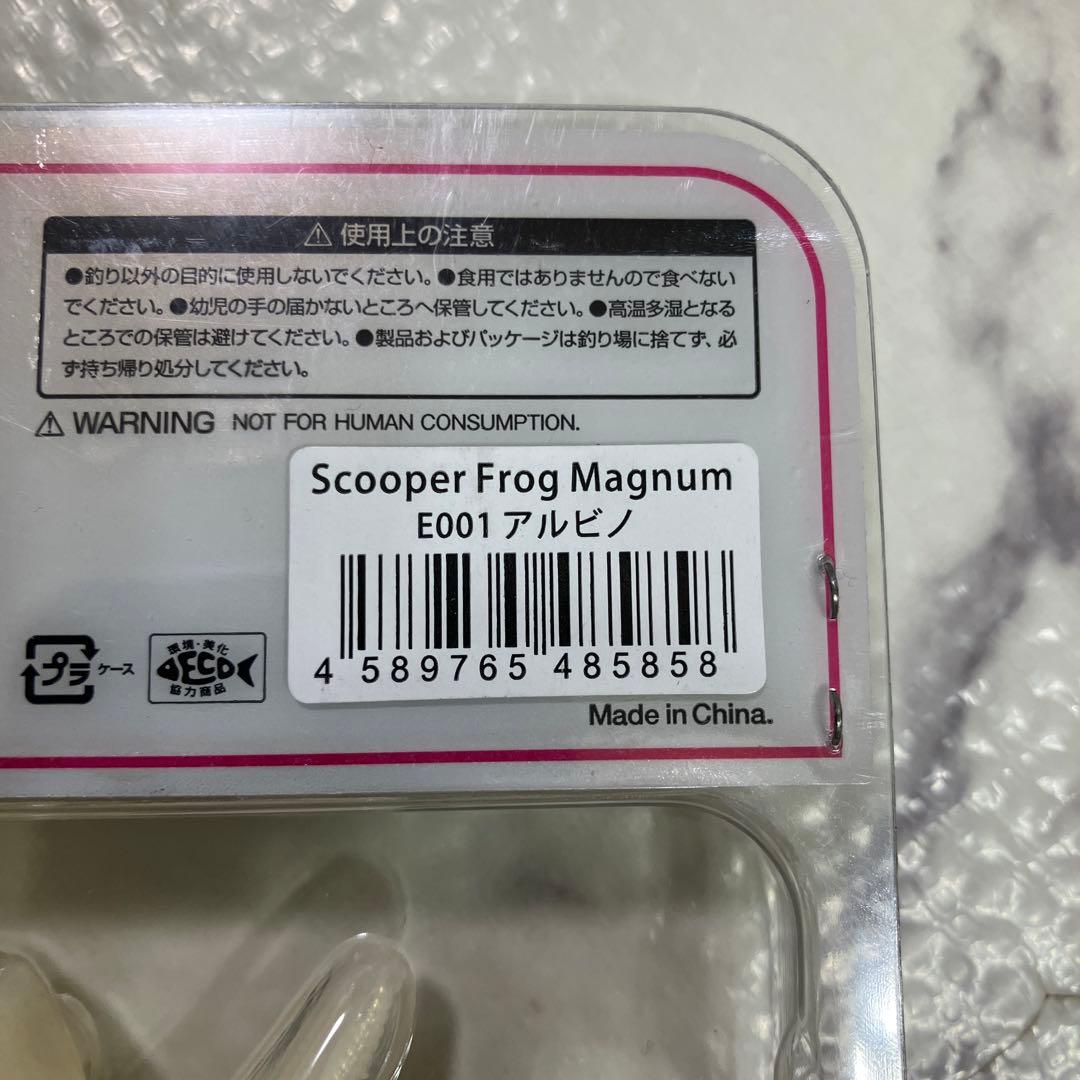 ⚠ 使用上の注意
●釣り以外の目的に使用しないでください。●食用ではありませんので食べない
でください。●幼児の手の届かないところへ保管してください。●高温多湿となる
ところでの保管は避けてください。●製品およびパッケージは釣り場に捨てず、必
ず持ち帰り処分してください。
⚠ WARNING NOT FOR HUMAN CONSUMPTION.
Scooper Frog Magnum
E001 アルビノ
4 589765 485858
プラ ケース
環境・美化
ECO
協力商品
Made in China.